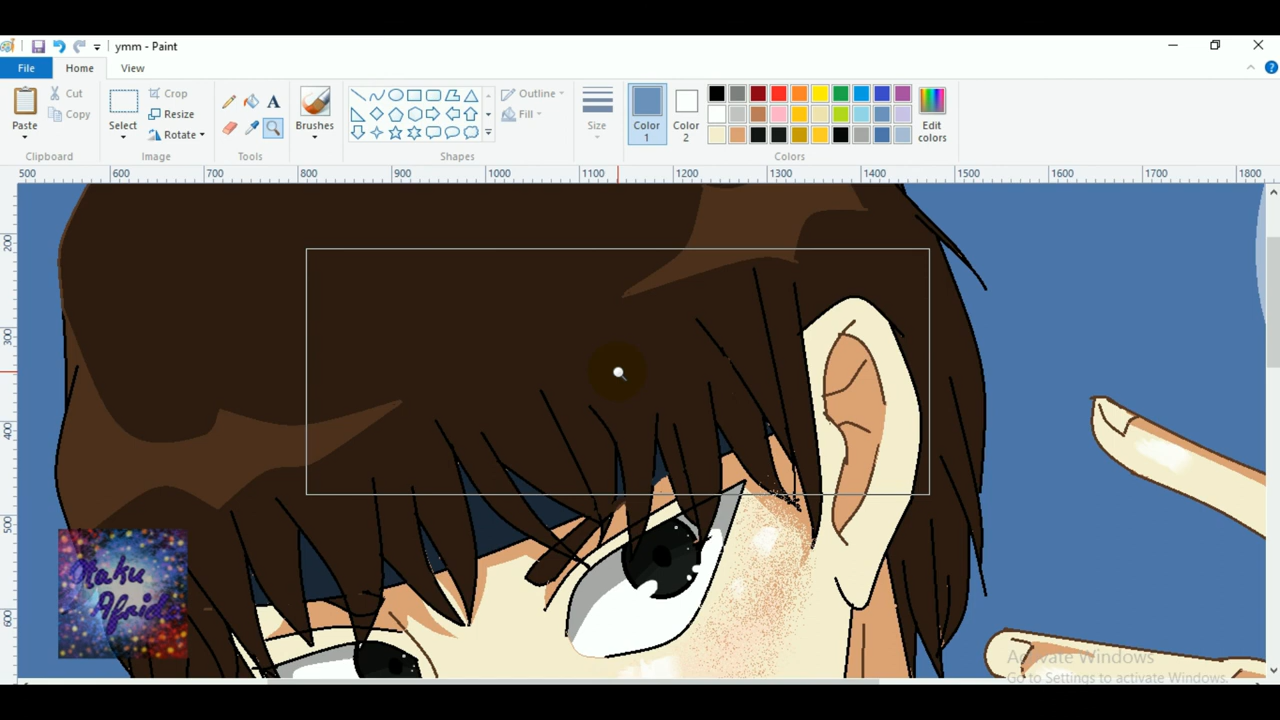 ymm - Paint
File Home View
Paste Cut Copy Clipboard
Select Crop Resize Rotate Image
A Tools
Brushes
Outline Fill Shapes
Size
Color 1 Color 2 Edit colors Colors
500 600 700 800 900 1000 1100 1200 1300 1400 1500 1600 1700 1800
200
300
400
500
600
Activate Windows
Go to Settings to activate Windows.